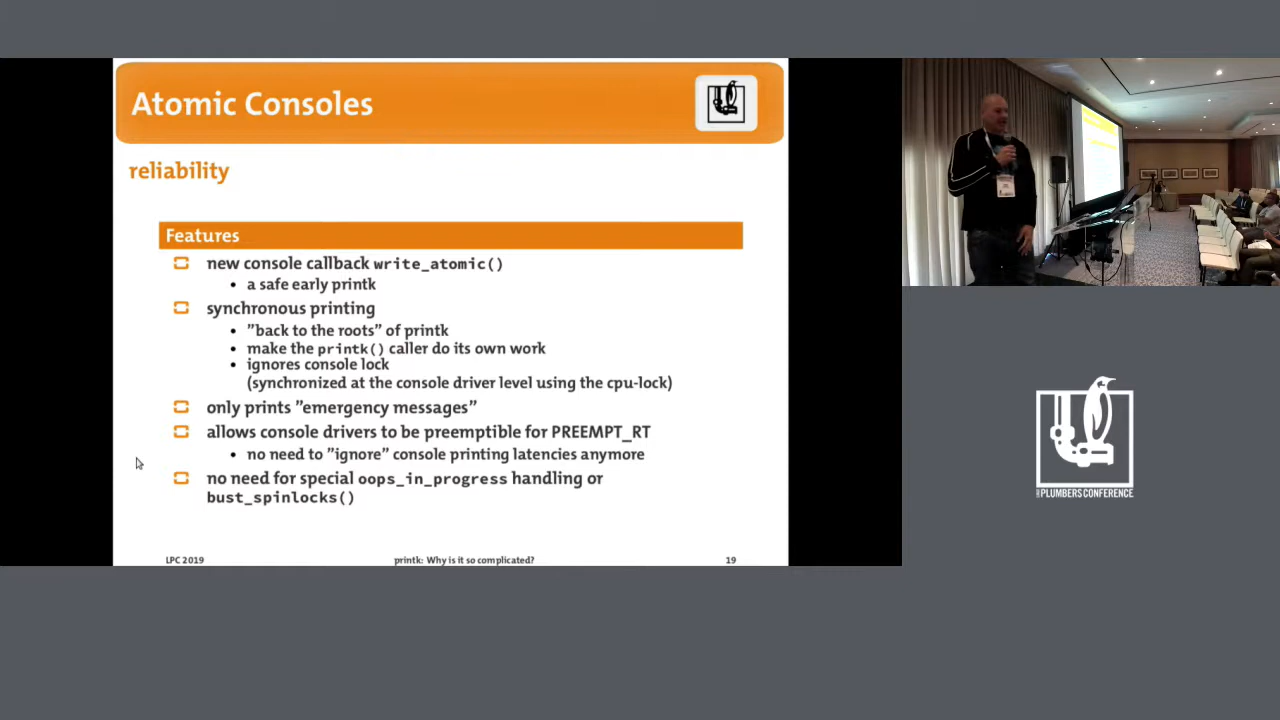 Atomic Consoles
reliability
Features
new console callback write_atomic()
• a safe early printk
synchronous printing
• ”back to the roots” of printk
• make the printk() caller do its own work
• ignores console lock
(synchronized at the console driver level using the cpu-lock)
only prints ”emergency messages”
allows console drivers to be preemptible for PREEMPT_RT
• no need to ”ignore” console printing latencies anymore
no need for special oops_in_progress handling or
bust_spinlocks()
LPC 2019
printk: Why is it so complicated?
19
PLUMBERS CONFERENCE